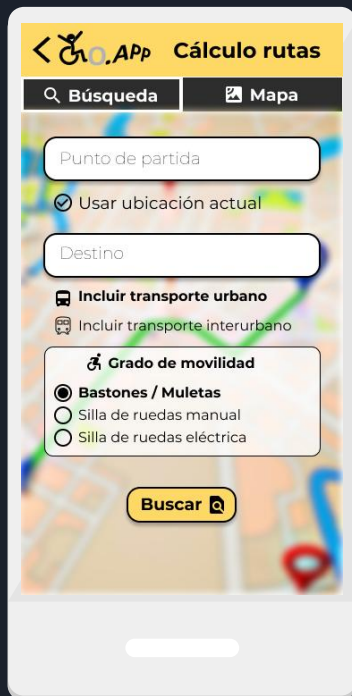 O.APP Cálculo rutas
Búsqueda Mapa
Punto de partida
Usar ubicación actual
Destino
Incluir transporte urbano
Incluir transporte interurbano
Grado de movilidad
Bastones / Muletas
Silla de ruedas manual
Silla de ruedas eléctrica
Buscar